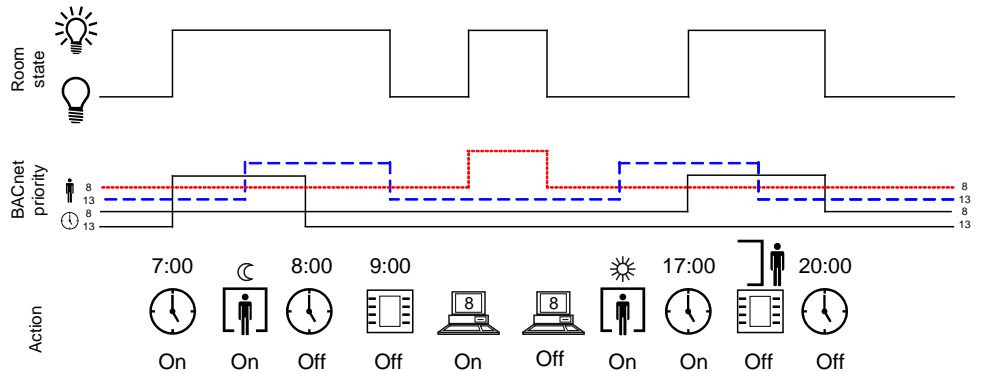 Room
state
BACnet
priority
8
13
8
13
8
8
13
7:00 8:00 9:00 17:00 20:00
8 8
Action
On On Off Off On Off On On Off Off